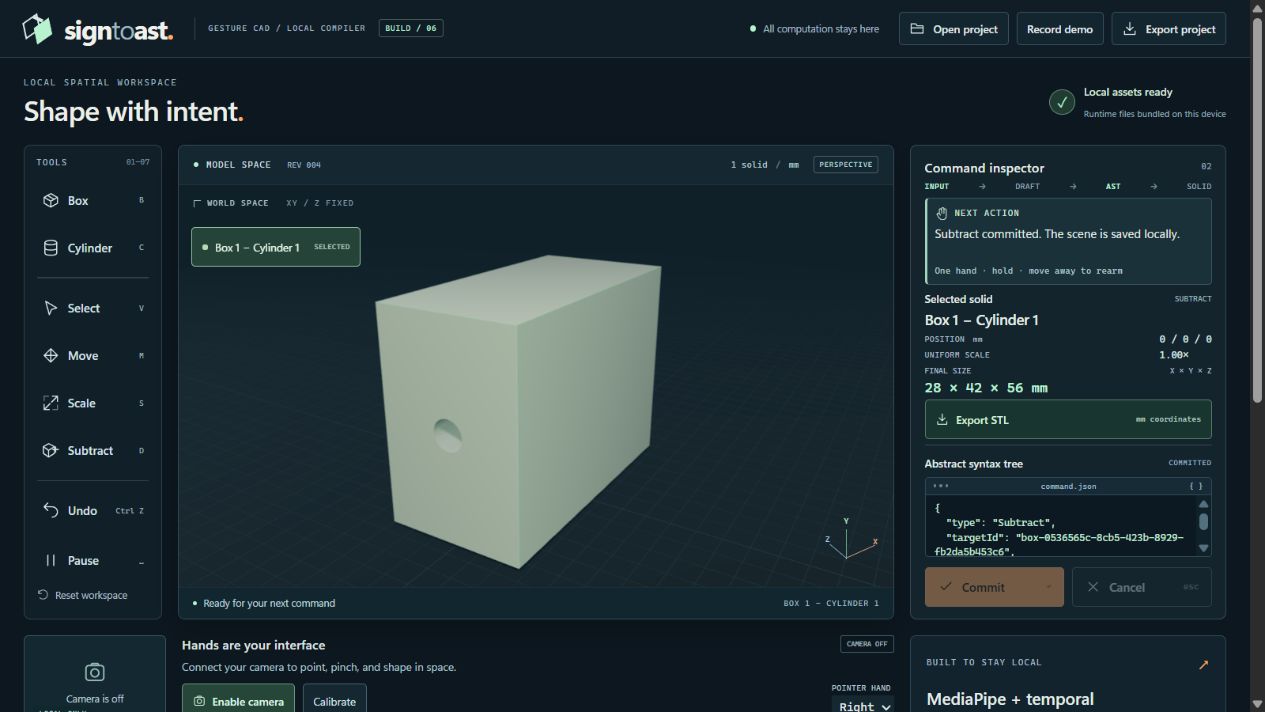 signtoast.
GESTURE CAD / LOCAL COMPILER
BUILD / 06
All computation stays here
Open project
Record demo
Export project
LOCAL SPATIAL WORKSPACE
Shape with intent.
Local assets ready
Runtime files bundled on this device
TOOLS 01–07
Box B
Cylinder C
Select V
Move M
Scale S
Subtract D
Undo Ctrl Z
Pause _
Reset workspace
MODEL SPACE REV 004
1 solid / mm
PERSPECTIVE
WORLD SPACE XY / Z FIXED
Box 1 – Cylinder 1 SELECTED
Y
Z
X
Ready for your next command
BOX 1 – CYLINDER 1
Command inspector 02
INPUT → DRAFT → AST → SOLID
NEXT ACTION
Subtract committed. The scene is saved locally.
One hand · hold · move away to rearm
Selected solid SUBTRACT
Box 1 – Cylinder 1
POSITION mm 0 / 0 / 0
UNIFORM SCALE 1.00×
FINAL SIZE X × Y × Z
28 × 42 × 56 mm
Export STL mm coordinates
Abstract syntax tree COMMITTED
command.json { }
{
"type": "Subtract",
"targetId": "box-0536565c-8cb5-423b-8929-
fb2da5b453c6",
Commit
Cancel esc
Camera is off
Hands are your interface
CAMERA OFF
Connect your camera to point, pinch, and shape in space.
Enable camera
Calibrate
POINTER HAND
Right
BUILT TO STAY LOCAL
MediaPipe + temporal